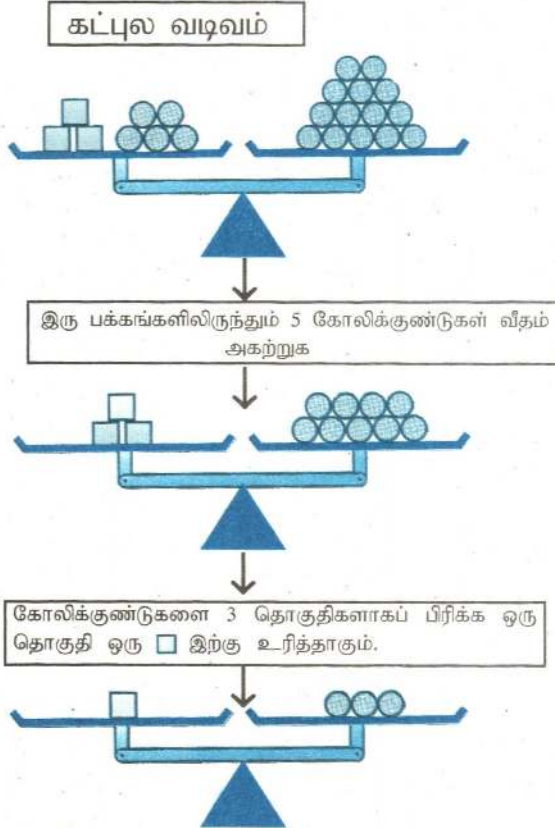 கட்புல வடிவம்
இரு பக்கங்களிலிருந்தும் 5 கோலிக்குண்டுகள் வீதம்
அகற்றுக
கோலிக்குண்டுகளை 3 தொகுதிகளாகப் பிரிக்க ஒரு
தொகுதி ஒரு □ இற்கு உரித்தாகும்.